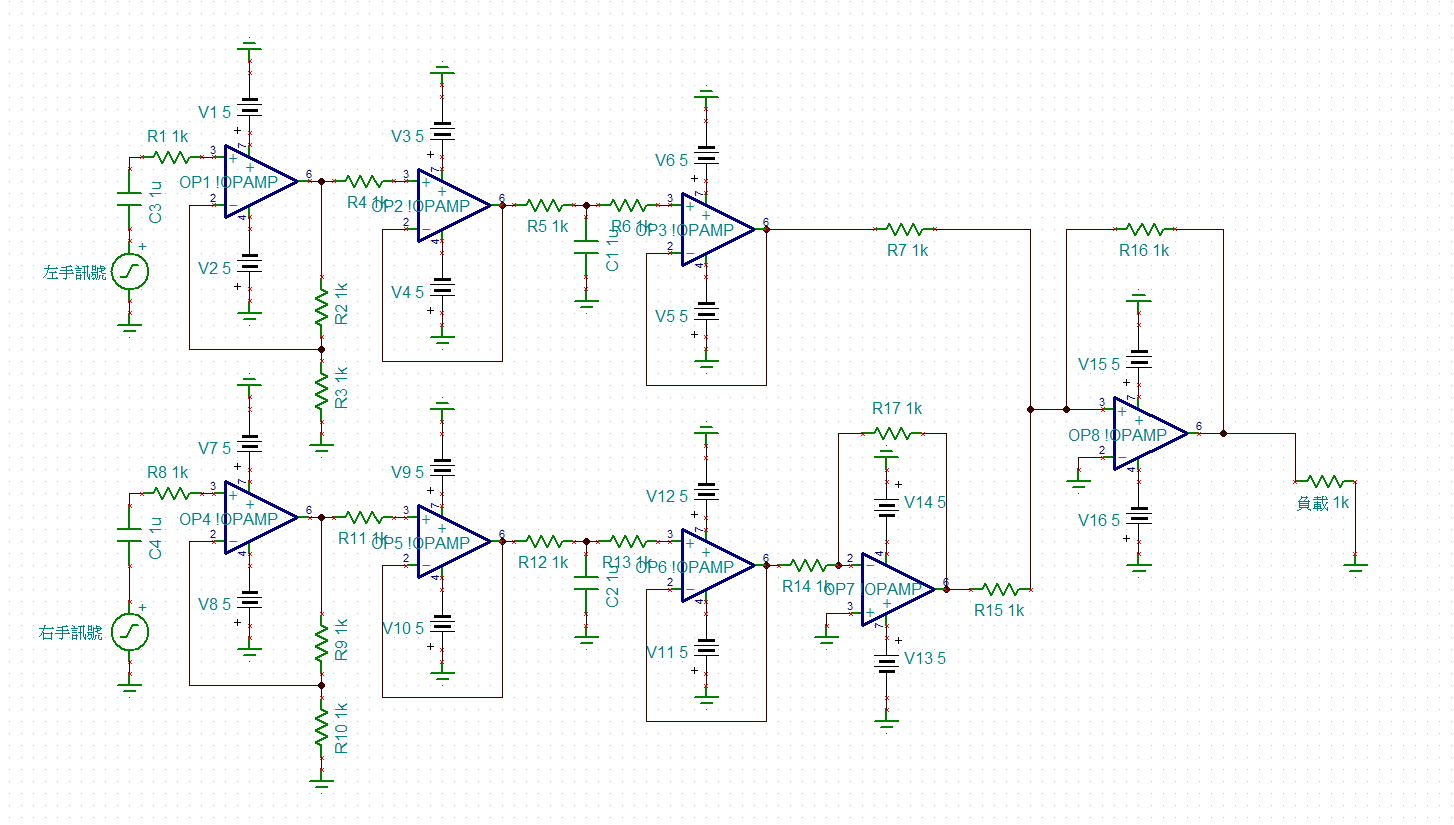 V1 5
R1 1k
C3 1u
+
左手訊號
3
2
7
4
6
+
−
+
OP1 !OPAMP
+
V2 5
+
R2 1k
R3 1k
V3 5
+
R4 1k
3
2
7
4
6
+
−
+
OP2 !OPAMP
V4 5
+
R5 1k
C1 1u
R6 1k
V6 5
+
3
2
7
4
6
+
−
+
OP3 !OPAMP
V5 5
+
R7 1k
R16 1k
V15 5
+
3
2
7
4
6
+
−
+
OP8 !OPAMP
V16 5
+
負載 1k
V7 5
+
R8 1k
C4 1u
+
右手訊號
3
2
7
4
6
+
−
+
OP4 !OPAMP
V8 5
+
R9 1k
R10 1k
V9 5
+
R11 1k
3
2
7
4
6
+
−
+
OP5 !OPAMP
V10 5
+
R12 1k
C2 1u
R13 1k
V12 5
+
3
2
7
4
6
+
−
+
OP6 !OPAMP
V11 5
+
R14 1k
R17 1k
+
V14 5
2
3
4
7
6
−
+
+
OP7 !OPAMP
+
V13 5
R15 1k